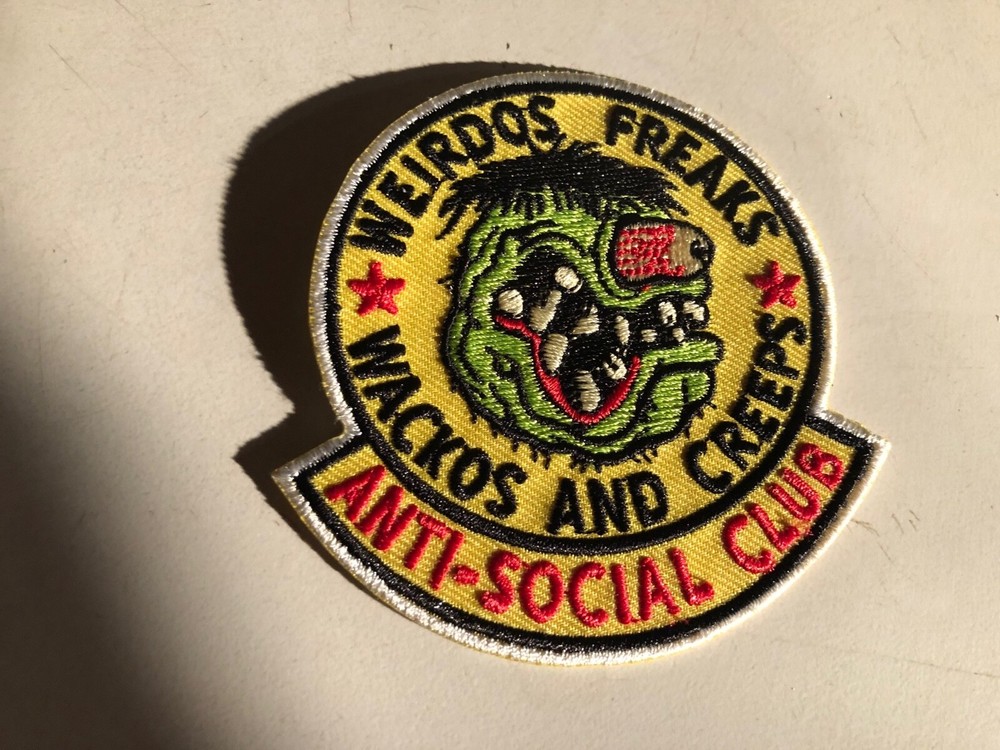 WEIRDOS FREAKS
WACKOS AND CREEPS
ANTI-SOCIAL CLUB